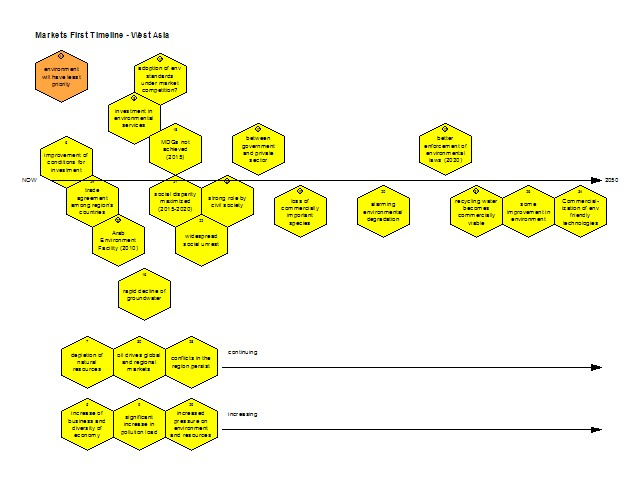 Markets First Timeline - West Asia
environment
will have least
priority
adoption of env
standards
under market
competition?
investment in
environmental
services
MDGs not
achieved
(2015)
between
government
and private
sector
better
enforcement of
environmental
laws (2020)
improvement of
conditions for
investment
NOW
2050
trade
agreement
among region's
countries
social disparity
maximized
(2015-2020)
strong role by
civil society
loss of
commercially
important
species
alarming
environmental
degradation
recycling water
becomes
commercially
viable
some
improvement in
environment
Commercial-
ization of env
friendly
technologies
Arab
Environment
Facility (2010)
widespread
social unrest
rapid decline of
groundwater
depletion of
natural
resources
oil drives global
and regional
markets
conflicts in the
region persist
continuing
increase of
business and
diversity of
economy
significant
increase in
pollution load
increased
pressure on
environment
and resources
increasing